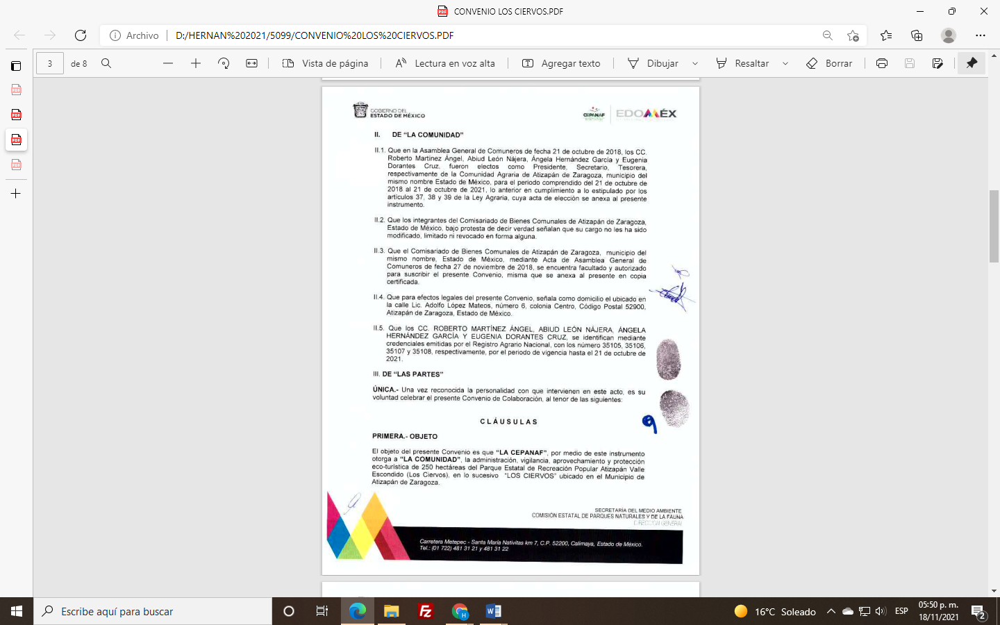 CONVENIO LOS CIERVOS.PDF
Archivo
D:/HERNAN%202021/5099/CONVENIO%20LOS%20CIERVOS.PDF
3 de 8
Vista de página
Lectura en voz alta
Agregar texto
Dibujar
Resaltar
Borrar
GOBIERNO DEL
ESTADO DE MÉXICO
CEPANAF
EDOMÉX
II. DE “LA COMUNIDAD”
II.1. Que en la Asamblea General de Comuneros de fecha 21 de octubre de 2018, los CC.
Roberto Martinez Ángel, Abiud León Nájera, Ángela Hernández García y Eugenia
Dorantes Cruz, fueron electos como Presidente, Secretario, Tesorera,
respectivamente de la Comunidad Agraria de Atizapán de Zaragoza, municipio del
mismo nombre Estado de México, para el periodo comprendido del 21 de octubre de
2018 al 21 de octubre de 2021, lo anterior en cumplimiento a lo estipulado por los
artículos 37, 38 y 39 de la Ley Agraria, cuya acta de elección se anexa al presente
instrumento.
II.2. Que los integrantes del Comisariado de Bienes Comunales de Atizapán de Zaragoza,
Estado de México, bajo protesta de decir verdad señalan que su cargo no les ha sido
modificado, limitado ni revocado en forma alguna.
II.3. Que el Comisariado de Bienes Comunales de Atizapán de Zaragoza, municipio del
mismo nombre, Estado de México, mediante Acta de Asamblea General de
Comuneros de fecha 27 de noviembre de 2018, se encuentra facultado y autorizado
para suscribir el presente Convenio, misma que se anexa al presente en copia
certificada.
II.4. Que para efectos legales del presente Convenio, señala como domicilio el ubicado en
la calle Lic. Adolfo López Mateos, número 6, colonia Centro, Código Postal 52900,
Atizapán de Zaragoza, Estado de México.
II.5. Que los CC. ROBERTO MARTÍNEZ ÁNGEL, ABIUD LEÓN NÁJERA, ÁNGELA
HERNÁNDEZ GARCÍA Y EUGENIA DORANTES CRUZ, se identifican mediante
credenciales emitidas por el Registro Agrario Nacional, con los número 35105, 35106,
35107 y 35108, respectivamente, por el periodo de vigencia hasta el 21 de octubre de
2021.
III. DE “LAS PARTES”
ÚNICA.- Una vez reconocida la personalidad con que intervienen en este acto, es su
voluntad celebrar el presente Convenio de Colaboración, al tenor de las siguientes:
CLÁUSULAS
PRIMERA.- OBJETO
El objeto del presente Convenio es que “LA CEPANAF”, por medio de este instrumento
otorga a “LA COMUNIDAD”, la administración, vigilancia, aprovechamiento y protección
eco-turística de 250 hectáreas del Parque Estatal de Recreación Popular Atizapán Valle
Escondido (Los Ciervos), en lo sucesivo “LOS CIERVOS” ubicado en el Municipio de
Atizapán de Zaragoza.
SECRETARÍA DEL MEDIO AMBIENTE
COMISIÓN ESTATAL DE PARQUES NATURALES Y DE LA FAUNA
DIRECCIÓN GENERAL
Carretera Metepec - Santa María Nativitas km 7, C.P. 52200, Calimaya, Estado de México.
Tel.: (01 722) 481 31 21 y 481 31 22
Escribe aquí para buscar
16°C Soleado
ESP
05:50 p. m.
18/11/2021
2